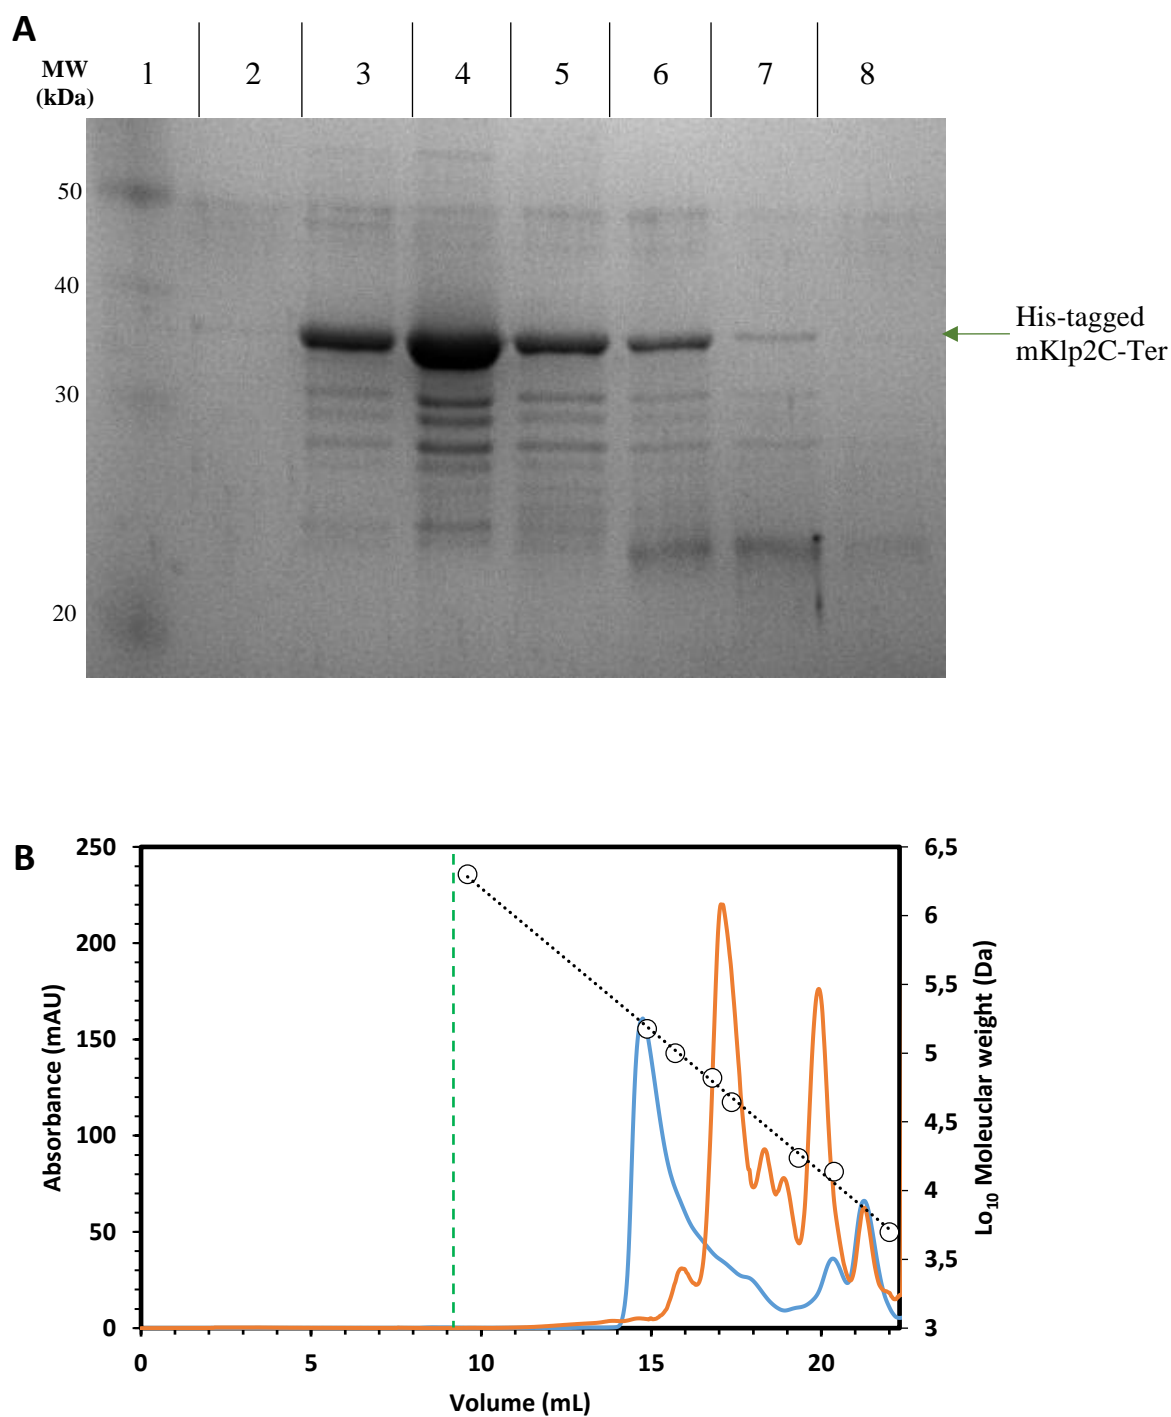 A
MW
(kDa)
1 2 3 4 5 6 7 8
50
40
30
20
His-tagged
mKlp2C-Ter
B
Absorbance (mAU)
250
200
150
100
50
0
0 5 10 15 20
Volume (mL)
6,5
6
5,5
5
4,5
4
3,5
3
Lo10 Moleuclar weight (Da)